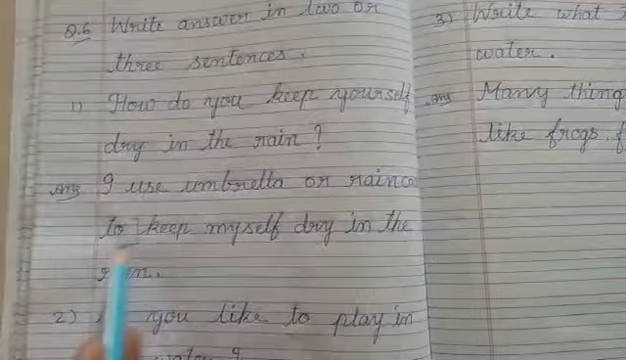 Q.6 Write answer in two or
three sentences.
1) How do you keep yourself
dry in the rain?
Ans I use umbrella or rainco
to keep myself dry in the
2) you like to play in
water ?
3) Write what
water.
Ans Many thing
like frogs, f